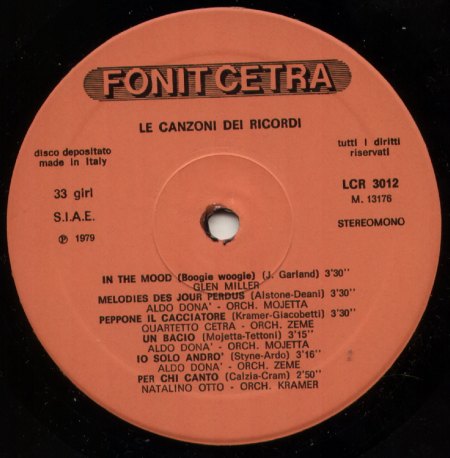 FONIT CETRA
LE CANZONI DEI RICORDI
disco depositato
made in Italy
tutti i diritti
riservati
33 giri
S.I.A.E.
℗ 1979
LCR 3012
M. 13176
STEREOMONO
IN THE MOOD (Boogie woogie) (J. Garland) 3'30''
GLEN MILLER
MELODIES DES JOUR PERDUS (Alstone-Deani) 3'30''
ALDO DONA' - ORCH. MOJETTA
PEPPONE IL CACCIATORE (Kramer-Giacobetti) 3'30''
QUARTETTO CETRA - ORCH. ZEME
UN BACIO (Mojetta-Tettoni) 3'15''
ALDO DONA' - ORCH. MOJETTA
IO SOLO ANDRO' (Styne-Ardo) 3'16''
ALDO DONA' - ORCH. ZEME
PER CHI CANTO (Calzia-Cram) 2'50''
NATALINO OTTO - ORCH. KRAMER